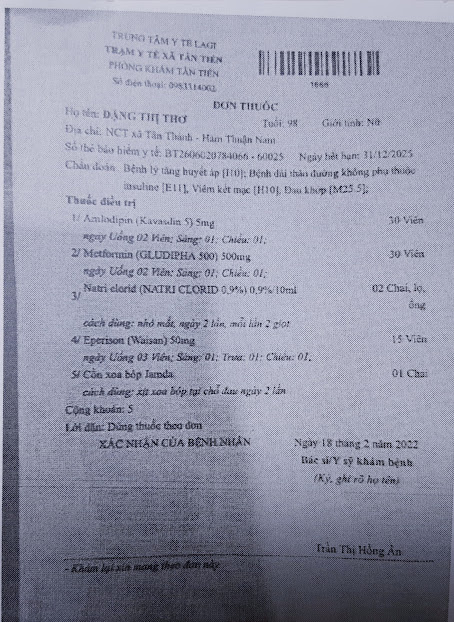 TRUNG TÂM Y TẾ LAGI
TRẠM Y TẾ XÃ TÂN TIẾN
PHÒNG KHÁM TÂN TIẾN
Số điện thoại: 0983314002
1666
ĐƠN THUỐC
Họ tên: ĐẶNG THỊ THƠ Tuổi: 98 Giới tính: Nữ
Địa chỉ: NCT xã Tân Thành - Hàm Thuận Nam
Số thẻ bảo hiểm y tế: BT2606020784066 - 60025 Ngày hết hạn: 31/12/2025
Chẩn đoán: Bệnh lý tăng huyết áp [I10]; Bệnh đái tháo đường không phụ thuộc
insuline [E11], Viêm kết mạc [H10], Đau khớp [M25.5];
Thuốc điều trị
1/ Amlodipin (Kavasdin 5) 5mg 30 Viên
ngày Uống 02 Viên; Sáng: 01; Chiều: 01;
2/ Metformin (GLUDIPHA 500) 500mg 30 Viên
ngày Uống 02 Viên; Sáng: 01; Chiều: 01;
3/ Natri clorid (NATRI CLORID 0,9%) 0,9%/10ml 02 Chai, lọ,
ống
cách dùng: nhỏ mắt, ngày 2 lần, mỗi lần 2 giọt
4/ Eperison (Waisan) 50mg 15 Viên
ngày Uống 03 Viên; Sáng: 01; Trưa: 01; Chiều: 01;
5/ Cồn xoa bóp Jamda 01 Chai
cách dùng: xịt xoa bóp tại chỗ đau ngày 2 lần
Cộng khoản: 5
Lời dặn: Dùng thuốc theo đơn
XÁC NHẬN CỦA BỆNH NHÂN Ngày 18 tháng 2 năm 2022
Bác sĩ/Y sỹ khám bệnh
(Ký, ghi rõ họ tên)
Trần Thị Hồng Ân
- Khám lại xin mang theo đơn này